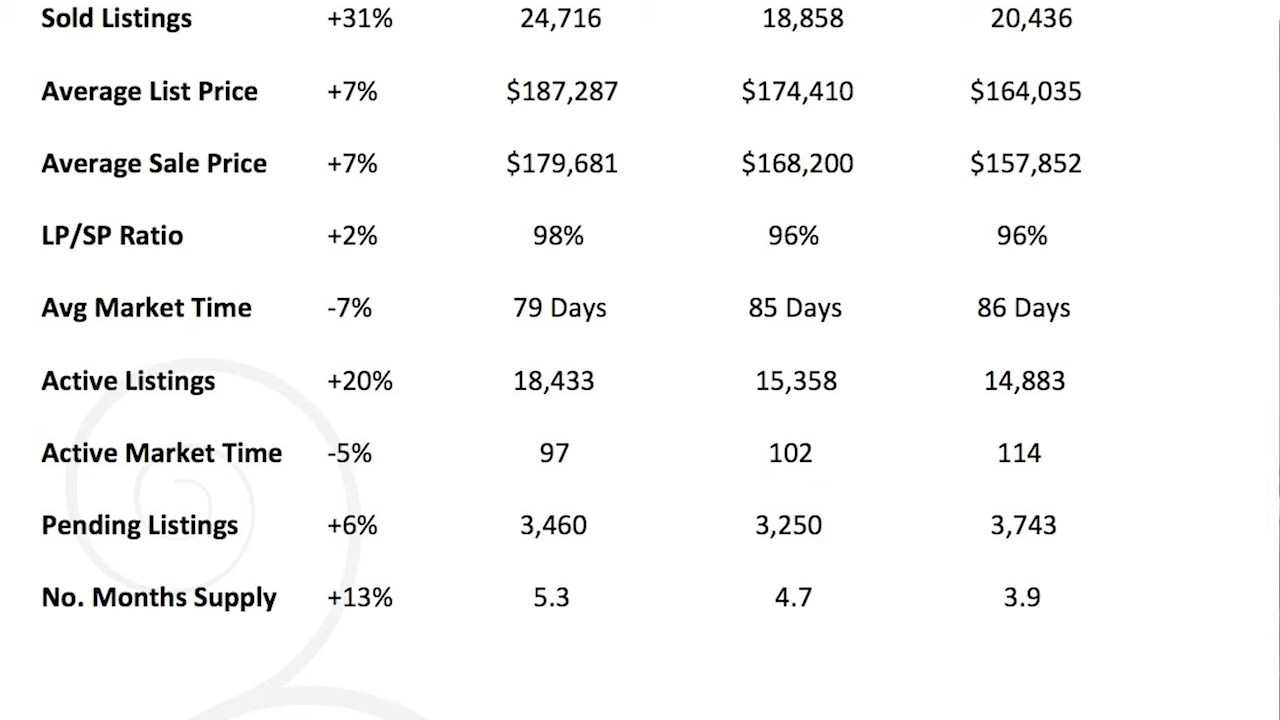 Sold Listings +31% 24,716 18,858 20,436
Average List Price +7% $187,287 $174,410 $164,035
Average Sale Price +7% $179,681 $168,200 $157,852
LP/SP Ratio +2% 98% 96% 96%
Avg Market Time -7% 79 Days 85 Days 86 Days
Active Listings +20% 18,433 15,358 14,883
Active Market Time -5% 97 102 114
Pending Listings +6% 3,460 3,250 3,743
No. Months Supply +13% 5.3 4.7 3.9